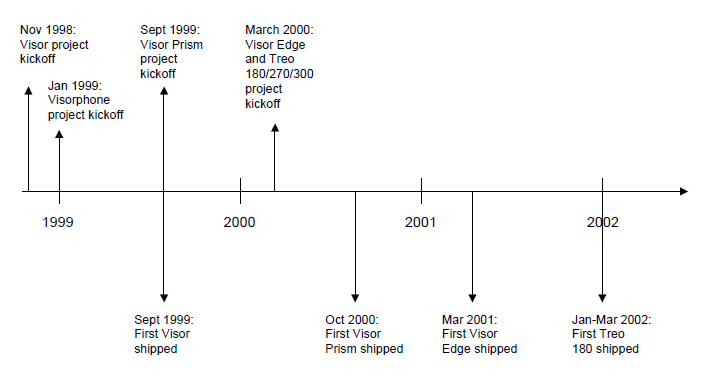 Nov 1998:
Visor project
kickoff
Jan 1999:
Visorphone
project kickoff
Sept 1999:
Visor Prism
project
kickoff
March 2000:
Visor Edge
and Treo
180/270/300
project
kickoff
1999
2000
2001
2002
Sept 1999:
First Visor
shipped
Oct 2000:
First Visor
Prism shipped
Mar 2001:
First Visor
Edge shipped
Jan-Mar 2002:
First Treo
180 shipped